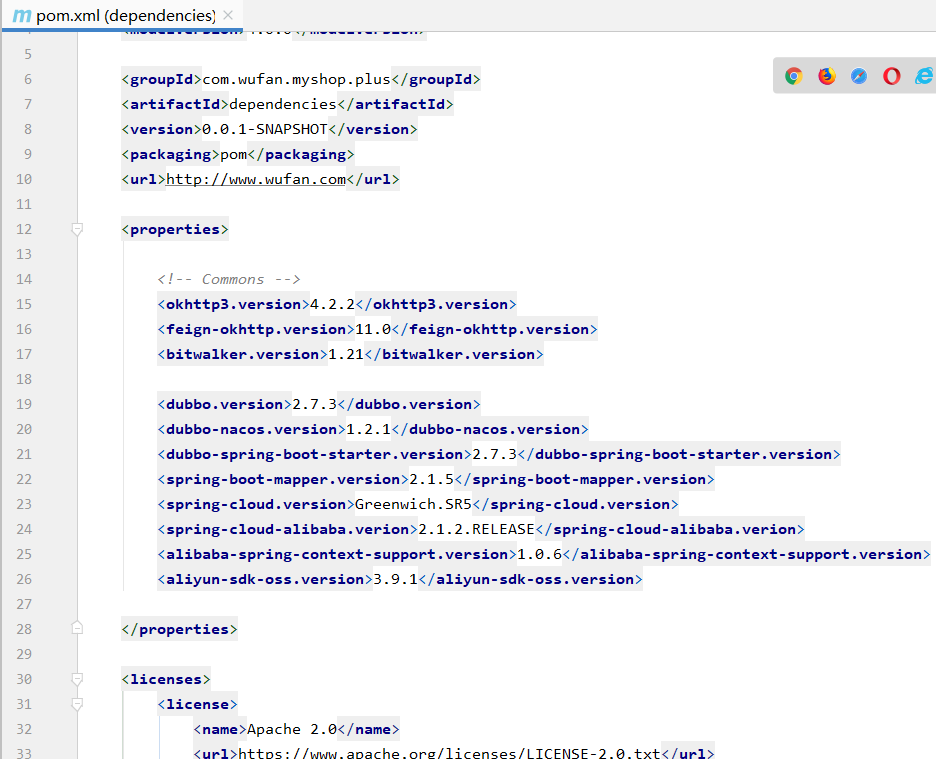 m pom.xml (dependencies) ×
4 <modelVersion>4.0.0</modelVersion>
5
6 <groupId>com.wufan.myshop.plus</groupId>
7 <artifactId>dependencies</artifactId>
8 <version>0.0.1-SNAPSHOT</version>
9 <packaging>pom</packaging>
10 <url>http://www.wufan.com</url>
11
12 <properties>
13
14 <!-- Commons -->
15 <okhttp3.version>4.2.2</okhttp3.version>
16 <feign-okhttp.version>11.0</feign-okhttp.version>
17 <bitwalker.version>1.21</bitwalker.version>
18
19 <dubbo.version>2.7.3</dubbo.version>
20 <dubbo-nacos.version>1.2.1</dubbo-nacos.version>
21 <dubbo-spring-boot-starter.version>2.7.3</dubbo-spring-boot-starter.version>
22 <spring-boot-mapper.version>2.1.5</spring-boot-mapper.version>
23 <spring-cloud.version>Greenwich.SR5</spring-cloud.version>
24 <spring-cloud-alibaba.verion>2.1.2.RELEASE</spring-cloud-alibaba.verion>
25 <alibaba-spring-context-support.version>1.0.6</alibaba-spring-context-support.version>
26 <aliyun-sdk-oss.version>3.9.1</aliyun-sdk-oss.version>
27
28 </properties>
29
30 <licenses>
31 <license>
32 <name>Apache 2.0</name>
33 <url>https://www.apache.org/licenses/LICENSE-2.0.txt</url>